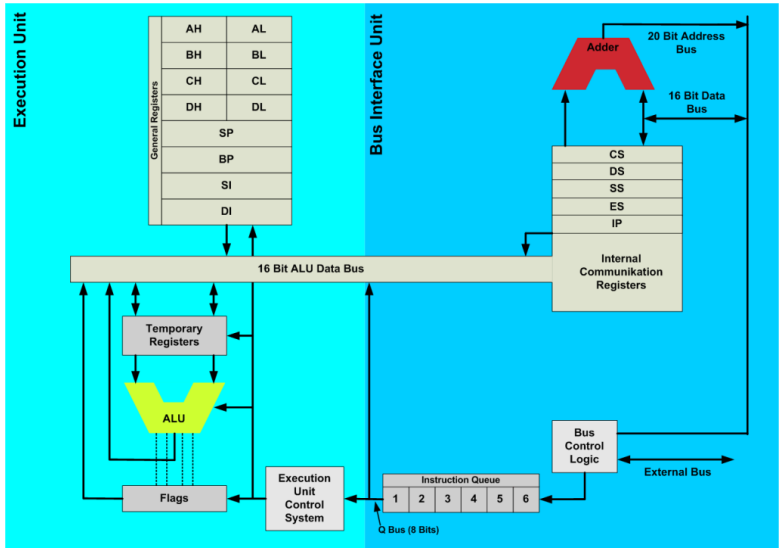 Execution Unit
Bus Interface Unit
General Registers
AH AL
BH BL
CH CL
DH DL
SP
BP
SI
DI
Adder
20 Bit Address
Bus
16 Bit Data
Bus
CS
DS
SS
ES
IP
Internal
Communikation
Registers
16 Bit ALU Data Bus
Temporary
Registers
ALU
Flags
Execution
Unit
Control
System
Instruction Queue
1 2 3 4 5 6
Q Bus (8 Bits)
Bus
Control
Logic
External Bus